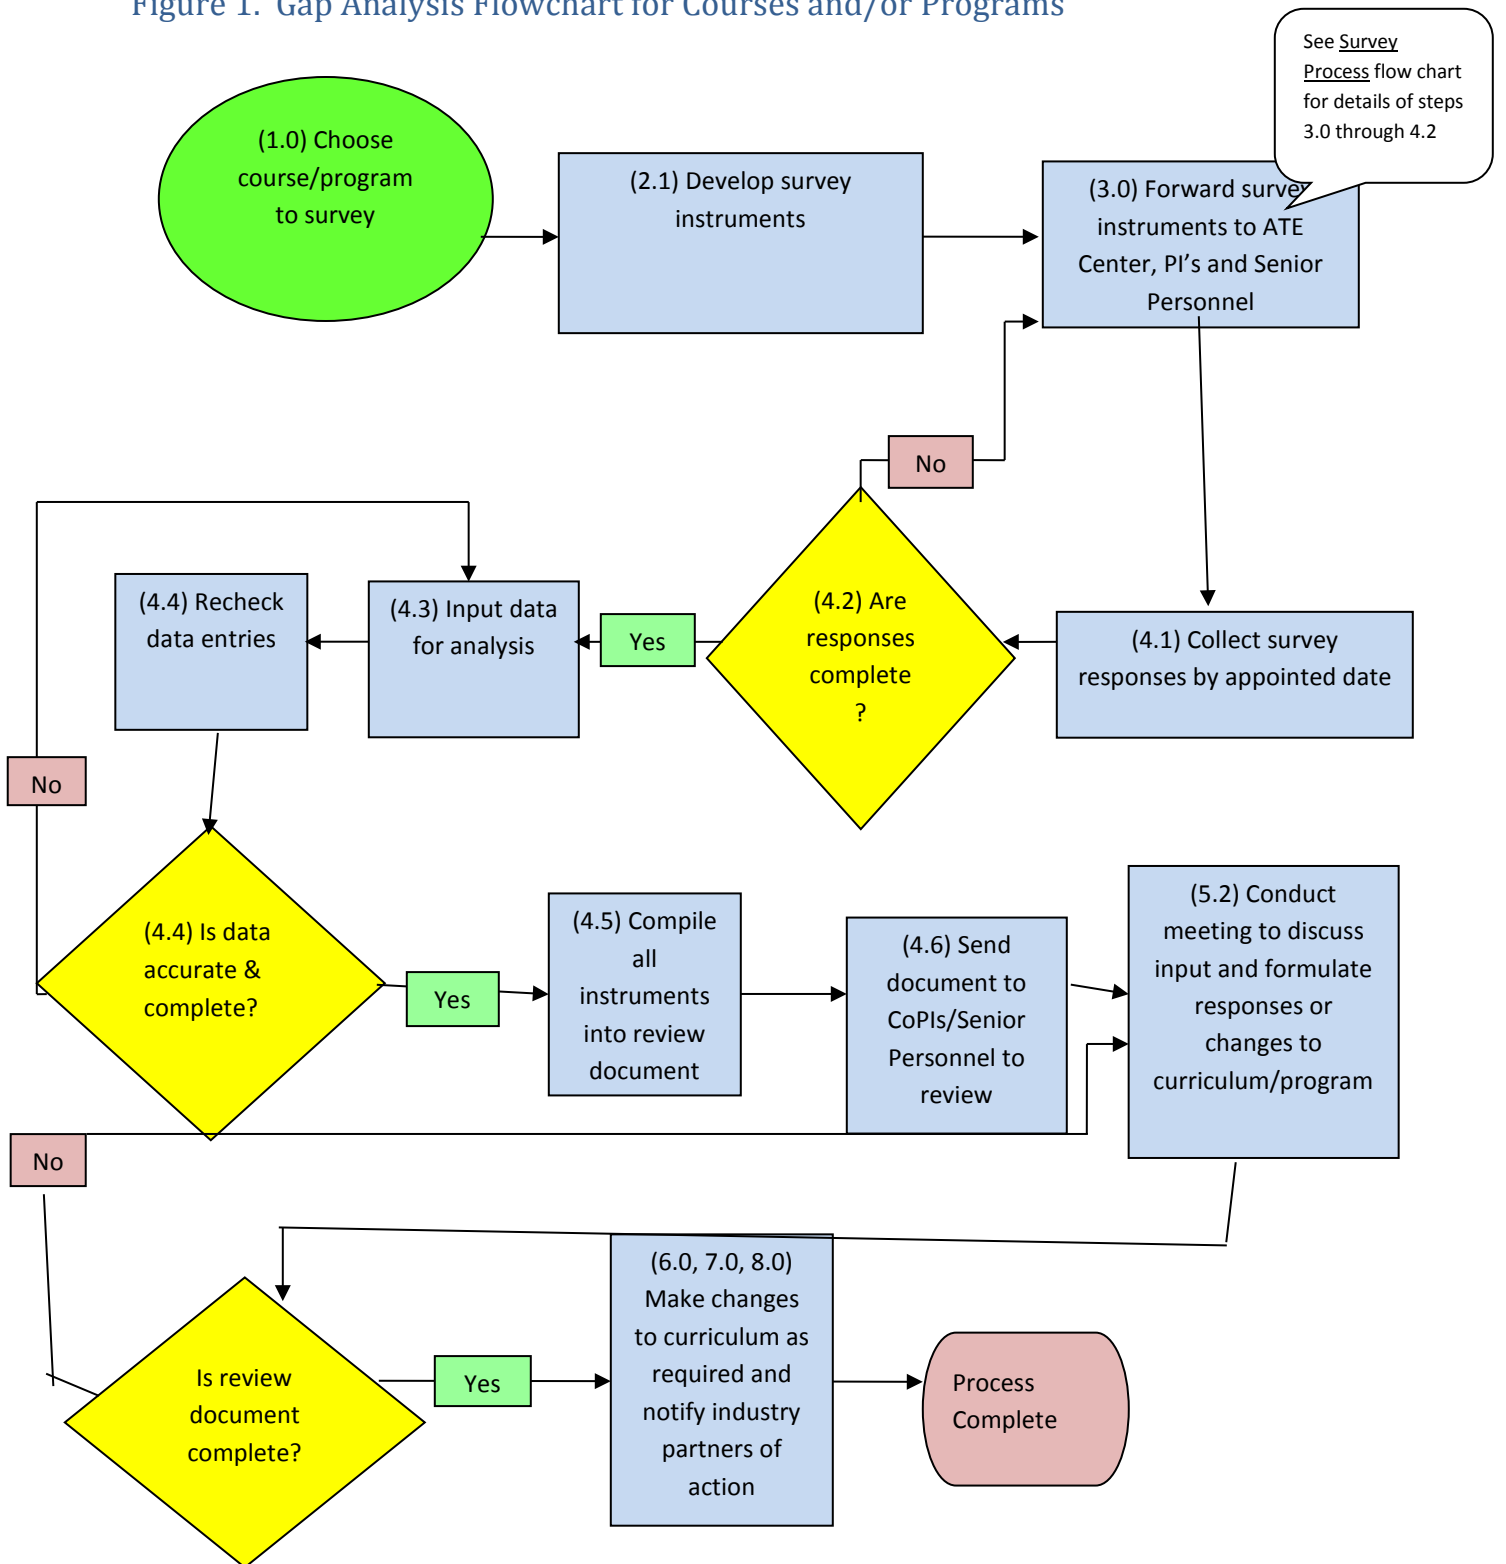 Figure 1. Gap Analysis Flowchart for Courses and/or Programs
See Survey
Process flow chart
for details of steps
3.0 through 4.2
(1.0) Choose
course/program
to survey
(2.1) Develop survey
instruments
(3.0) Forward survey
instruments to ATE
Center, PI’s and Senior
Personnel
No
(4.4) Recheck
data entries
(4.3) Input data
for analysis
Yes
(4.2) Are
responses
complete
?
(4.1) Collect survey
responses by appointed date
No
(4.4) Is data
accurate &
complete?
Yes
(4.5) Compile
all
instruments
into review
document
(4.6) Send
document to
CoPIs/Senior
Personnel to
review
(5.2) Conduct
meeting to discuss
input and formulate
responses or
changes to
curriculum/program
No
Is review
document
complete?
Yes
(6.0, 7.0, 8.0)
Make changes
to curriculum as
required and
notify industry
partners of
action
Process
Complete